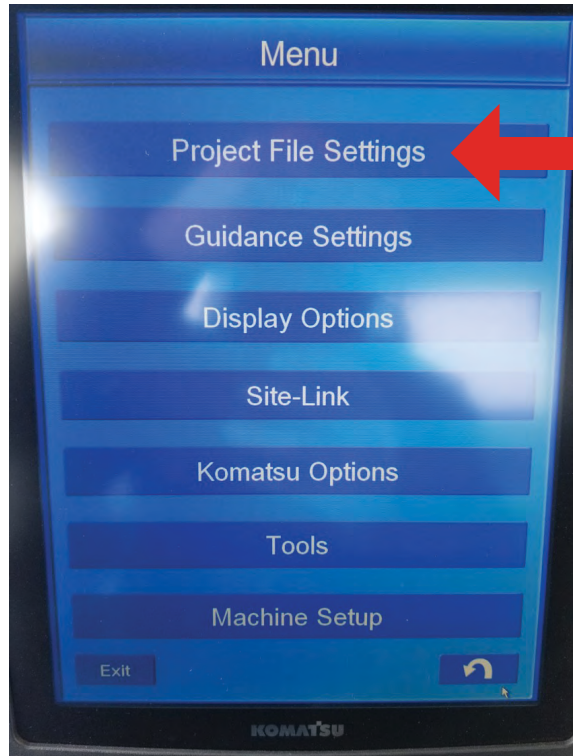 Menu
Project File Settings
Guidance Settings
Display Options
Site-Link
Komatsu Options
Tools
Machine Setup
Exit
KOMATSU